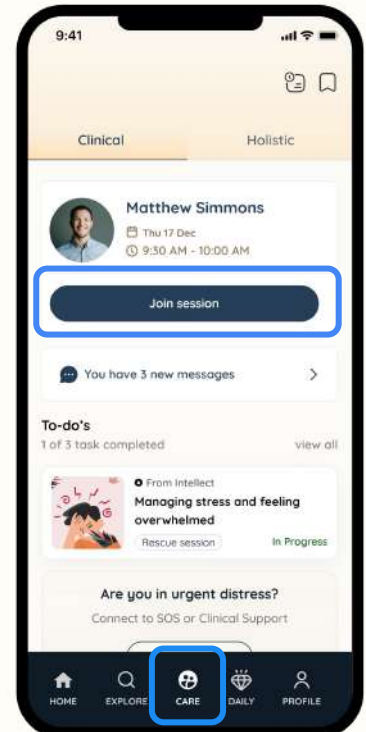 9:41
Clinical
Holistic
Matthew Simmons
Thu 17 Dec
9:30 AM - 10:00 AM
Join session
You have 3 new messages
To-do's
1 of 3 task completed
view all
From Intellect
Managing stress and feeling
overwhelmed
Rescue session
In Progress
Are you in urgent distress?
Connect to SOS or Clinical Support
HOME
EXPLORE
CARE
DAILY
PROFILE